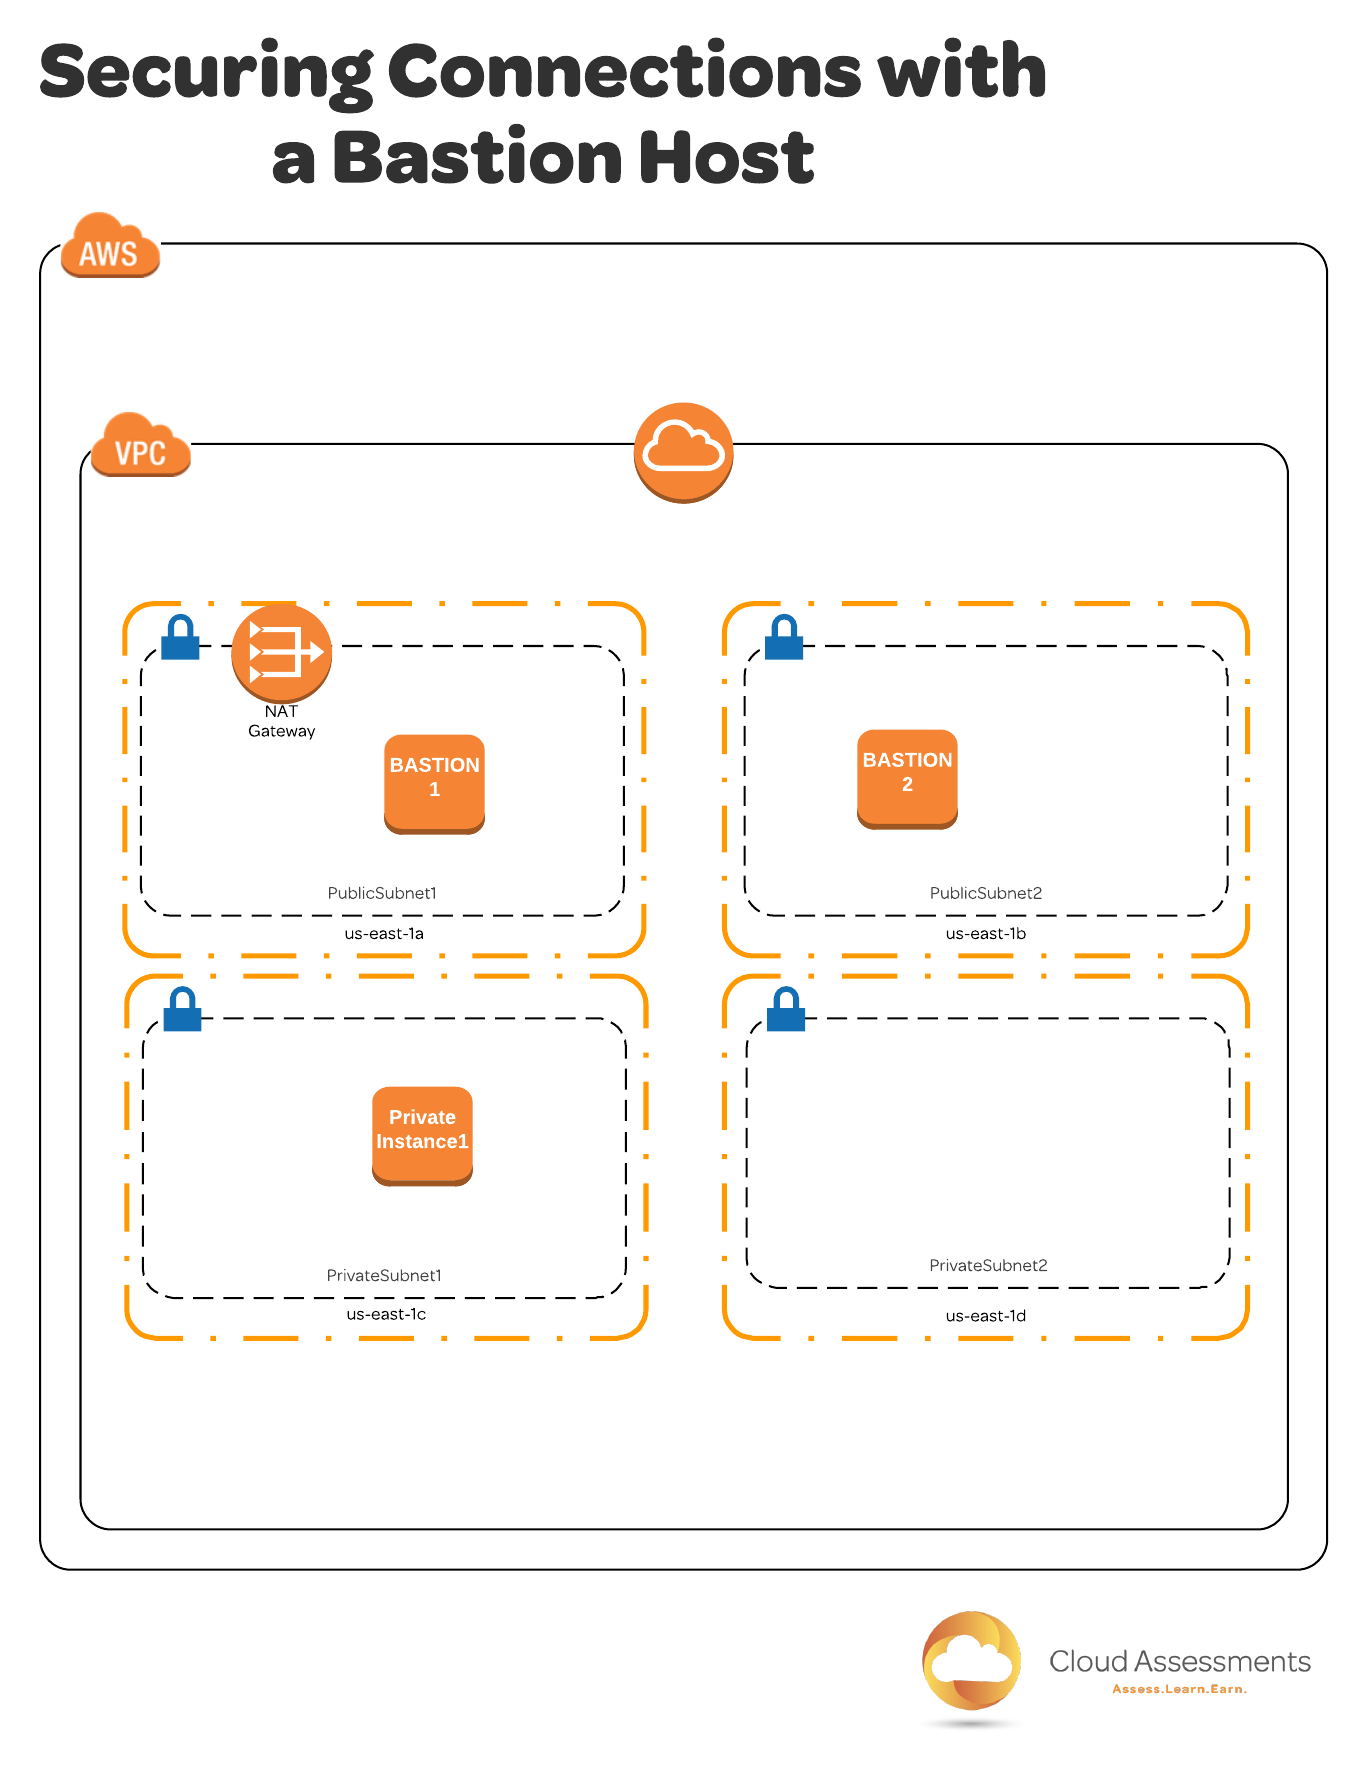 Securing Connections with
a Bastion Host
AWS
VPC
NAT
Gateway
BASTION
1
PublicSubnet1
us-east-1a
BASTION
2
PublicSubnet2
us-east-1b
Private
Instance1
PrivateSubnet1
us-east-1c
PrivateSubnet2
us-east-1d
Cloud Assessments
Assess.Learn.Earn.